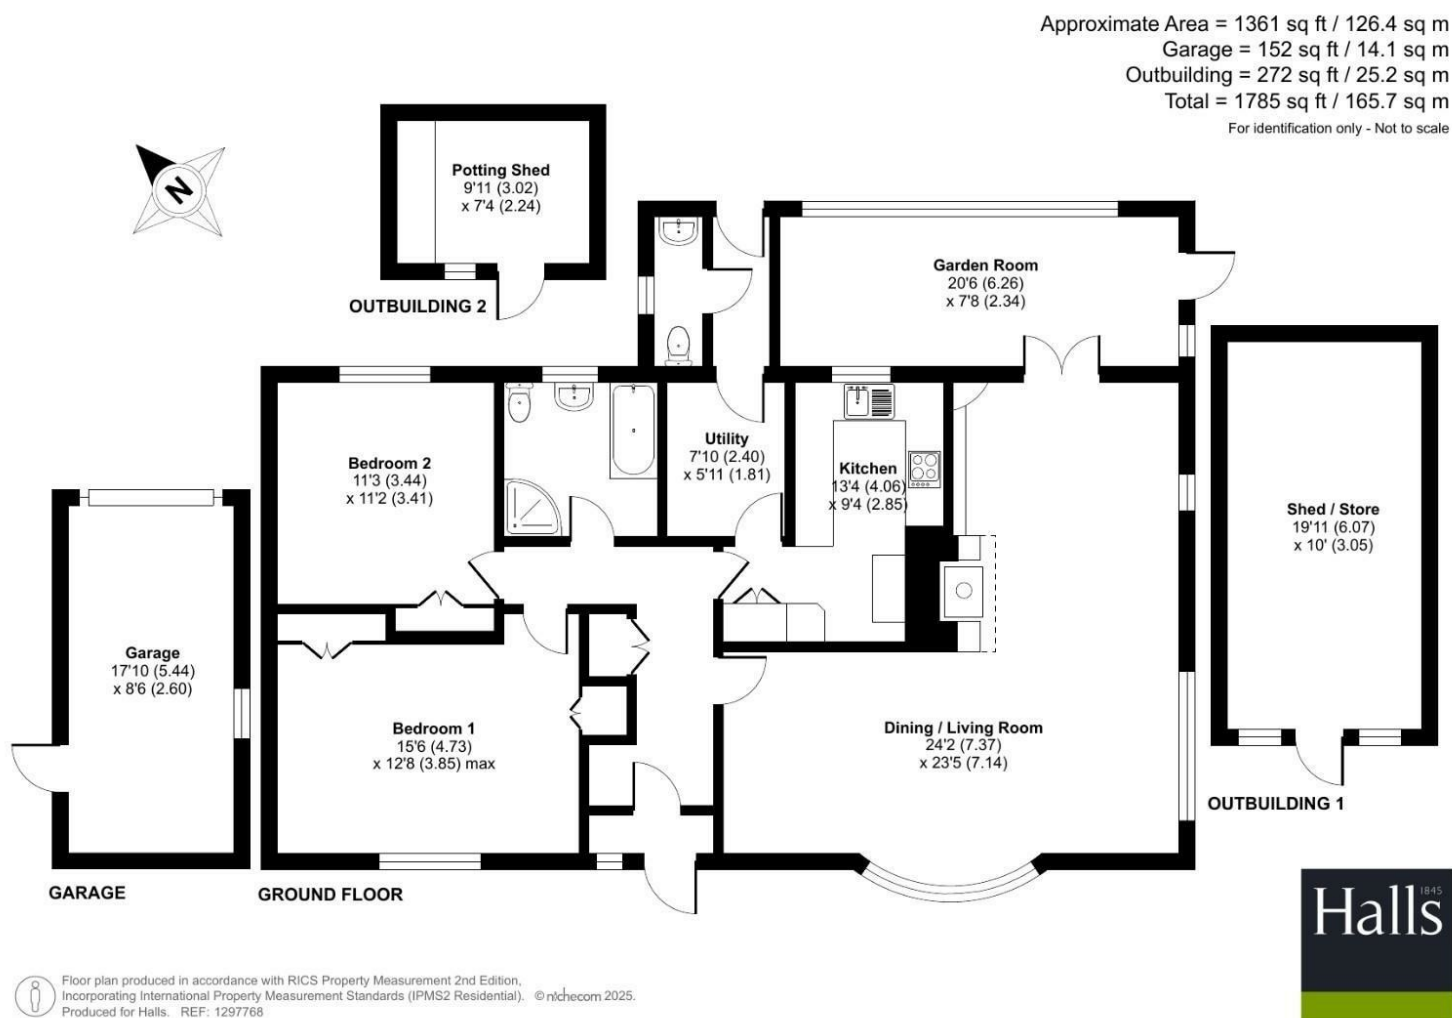 Approximate Area = 1361 sq ft / 126.4 sq m
Garage = 152 sq ft / 14.1 sq m
Outbuilding = 272 sq ft / 25.2 sq m
Total = 1785 sq ft / 165.7 sq m
For identification only - Not to scale
N
Potting Shed
9'11 (3.02)
x 7'4 (2.24)
OUTBUILDING 2
Garden Room
20'6 (6.26)
x 7'8 (2.34)
Bedroom 2
11'3 (3.44)
x 11'2 (3.41)
Utility
7'10 (2.40)
x 5'11 (1.81)
Kitchen
13'4 (4.06)
x 9'4 (2.85)
Shed / Store
19'11 (6.07)
x 10' (3.05)
Garage
17'10 (5.44)
x 8'6 (2.60)
Bedroom 1
15'6 (4.73)
x 12'8 (3.85) max
Dining / Living Room
24'2 (7.37)
x 23'5 (7.14)
OUTBUILDING 1
GARAGE
GROUND FLOOR
Halls 1845
Floor plan produced in accordance with RICS Property Measurement 2nd Edition,
Incorporating International Property Measurement Standards (IPMS2 Residential). © nichecom 2025.
Produced for Halls. REF: 1297768